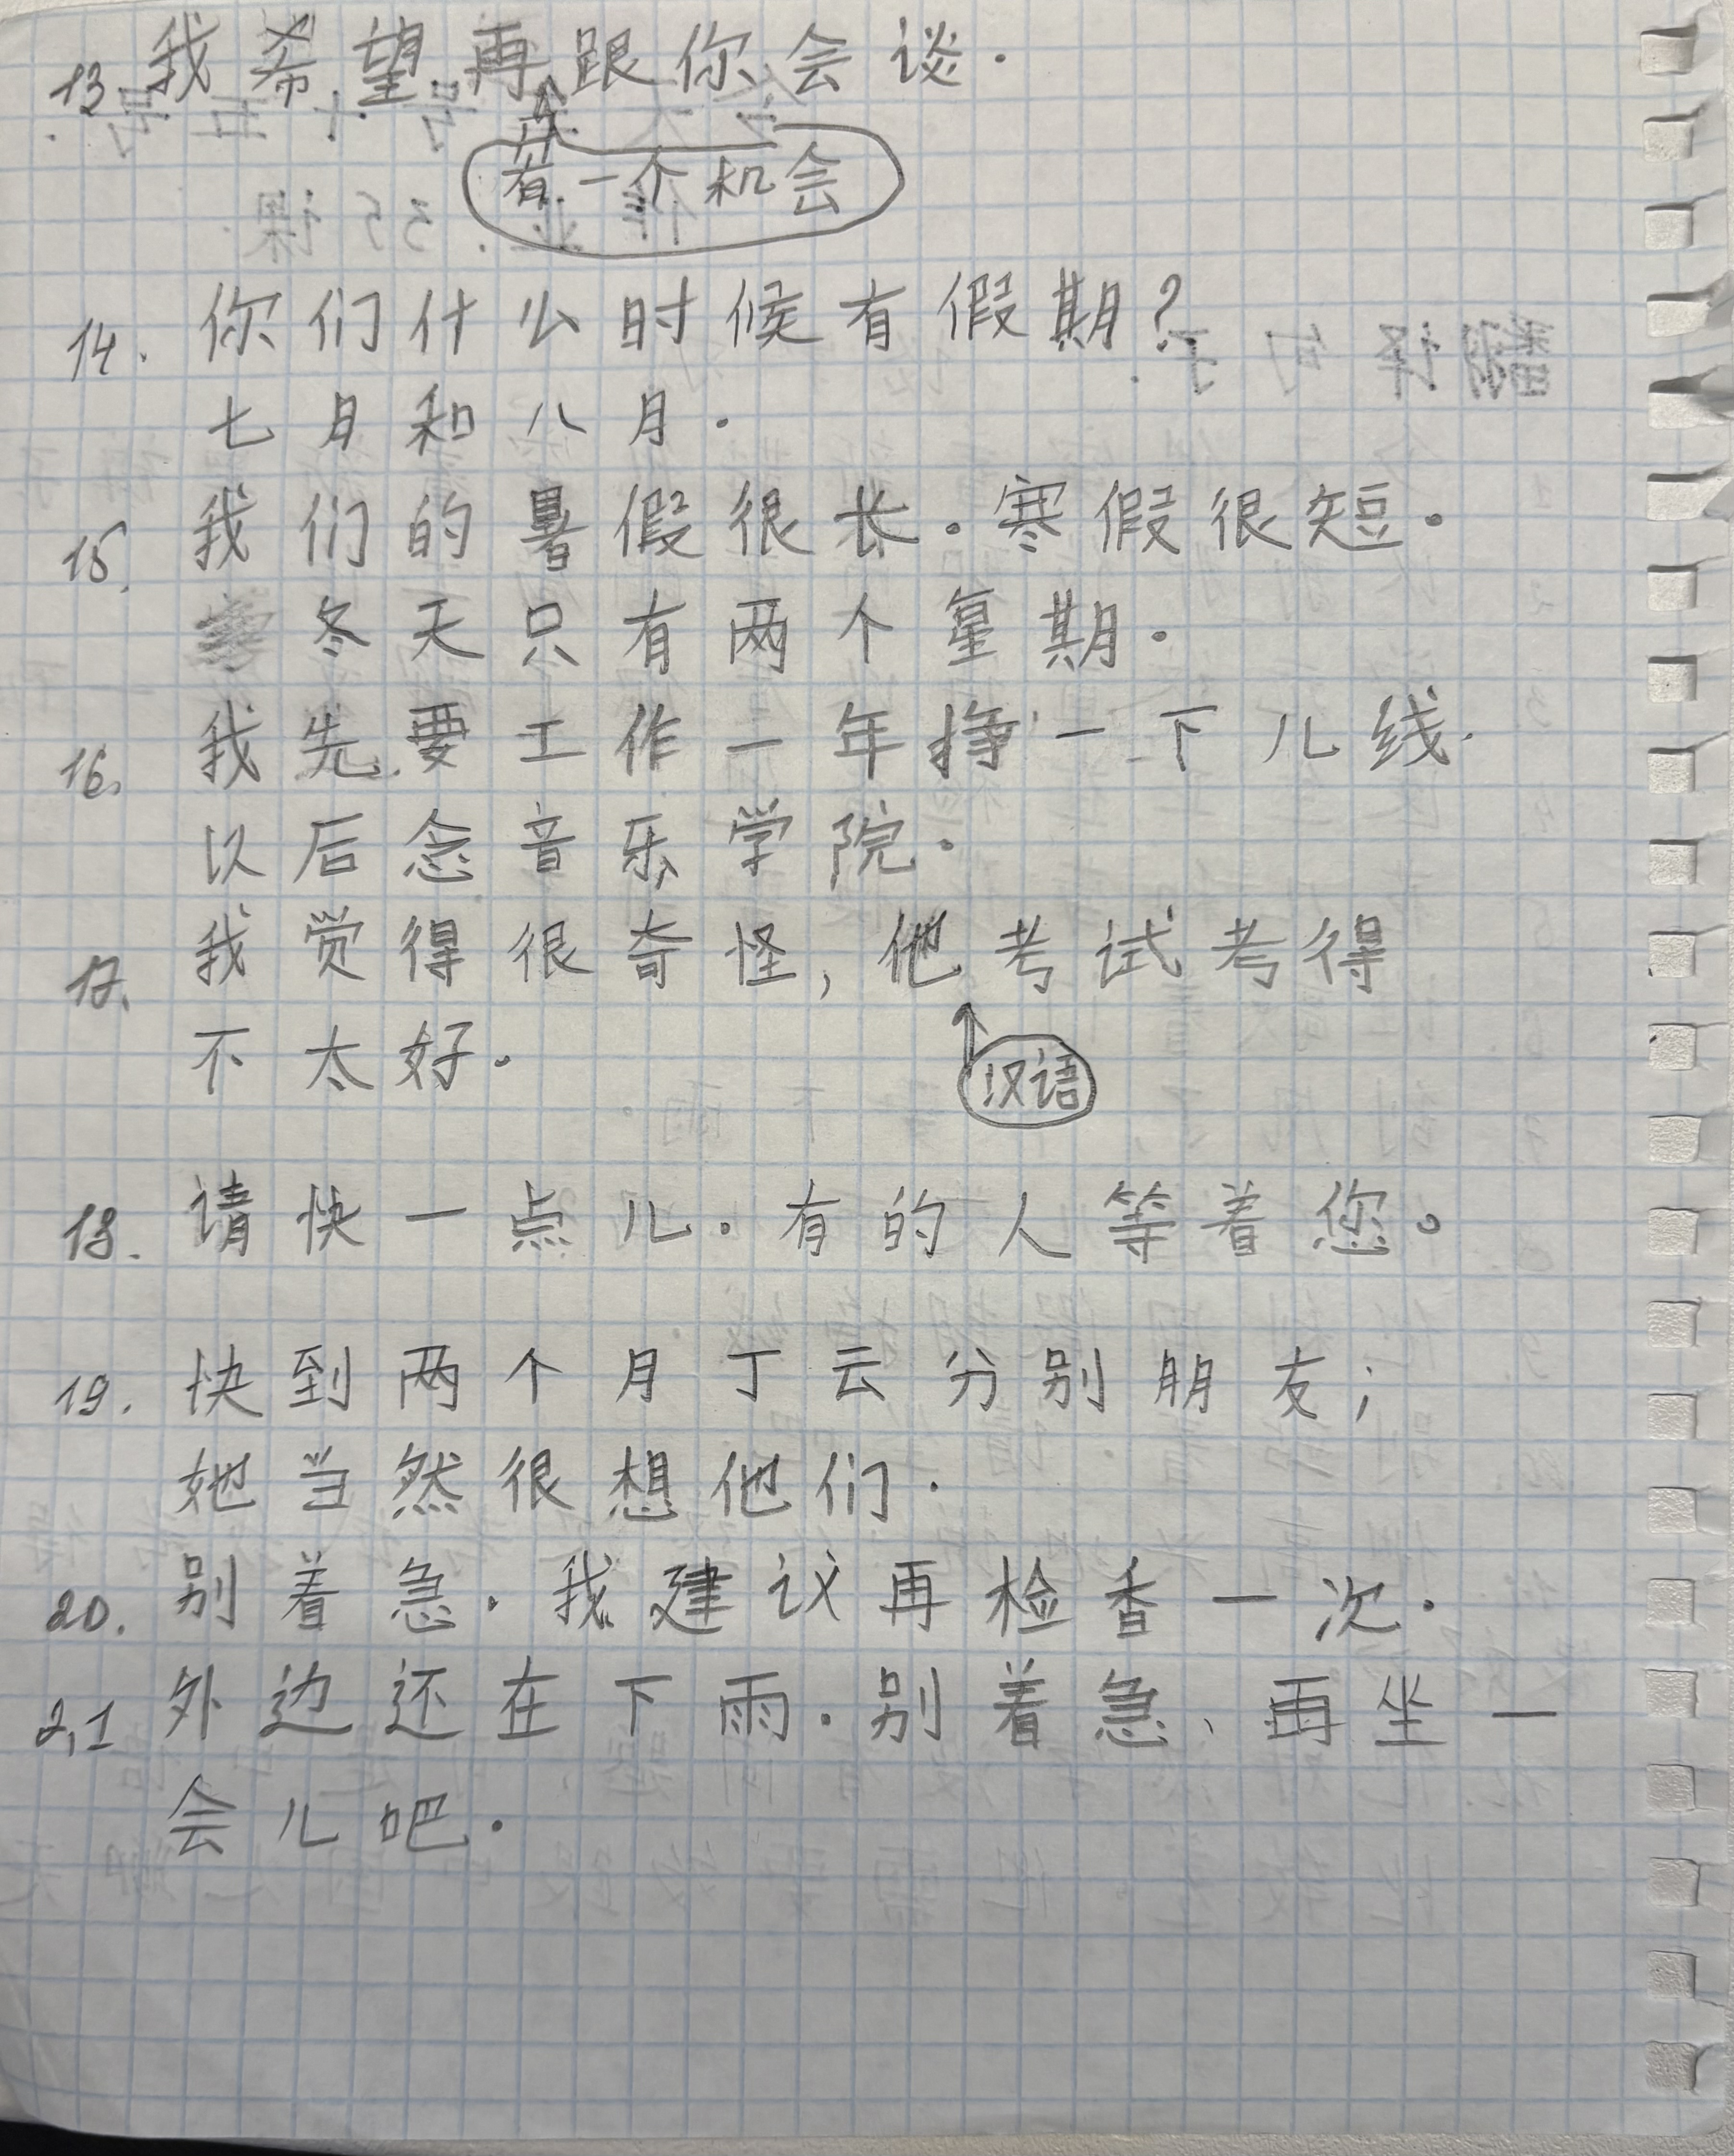 13. 我希望再跟你会谈.
有一个机会
14. 你们什么时候有假期?
七月和八月.
15. 我们的暑假很长.寒假很短.
冬天只有两个星期.
16. 我先要工作一年挣一下儿线.
以后念音乐学院.
17. 我觉得很奇怪,他考试考得
汉语
不太好.
18. 请快一点儿.有的人等着您。
19. 快到两个月丁云分别朋友;
她当然很想他们.
20. 别着急.我建议再检香一次.
21 外边还在下雨.别着急、再坐一
会儿吧.